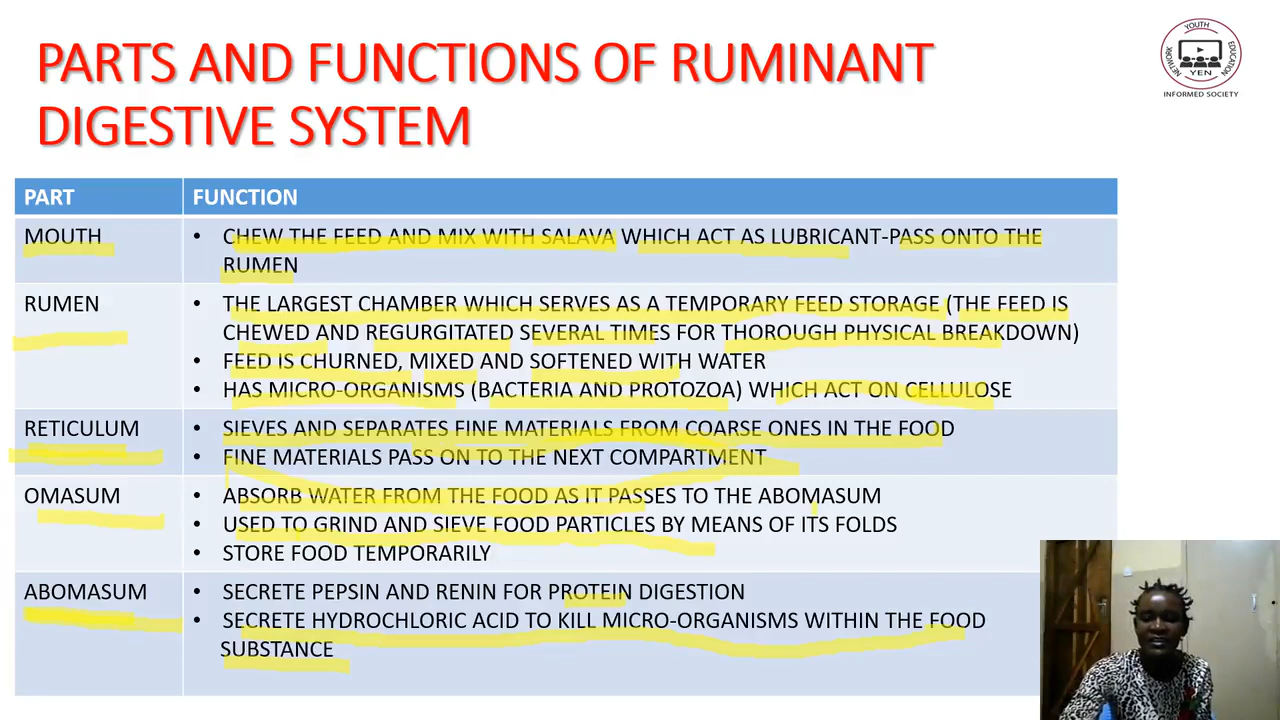 PARTS AND FUNCTIONS OF RUMINANT
DIGESTIVE SYSTEM
YOUTH
EDUCATION
NETWORK
YEN
INFORMED SOCIETY
PART FUNCTION
MOUTH • CHEW THE FEED AND MIX WITH SALAVA WHICH ACT AS LUBRICANT-PASS ONTO THE
RUMEN
RUMEN • THE LARGEST CHAMBER WHICH SERVES AS A TEMPORARY FEED STORAGE (THE FEED IS
CHEWED AND REGURGITATED SEVERAL TIMES FOR THOROUGH PHYSICAL BREAKDOWN)
• FEED IS CHURNED, MIXED AND SOFTENED WITH WATER
• HAS MICRO-ORGANISMS (BACTERIA AND PROTOZOA) WHICH ACT ON CELLULOSE
RETICULUM • SIEVES AND SEPARATES FINE MATERIALS FROM COARSE ONES IN THE FOOD
• FINE MATERIALS PASS ON TO THE NEXT COMPARTMENT
OMASUM • ABSORB WATER FROM THE FOOD AS IT PASSES TO THE ABOMASUM
• USED TO GRIND AND SIEVE FOOD PARTICLES BY MEANS OF ITS FOLDS
• STORE FOOD TEMPORARILY
ABOMASUM • SECRETE PEPSIN AND RENIN FOR PROTEIN DIGESTION
• SECRETE HYDROCHLORIC ACID TO KILL MICRO-ORGANISMS WITHIN THE FOOD
SUBSTANCE